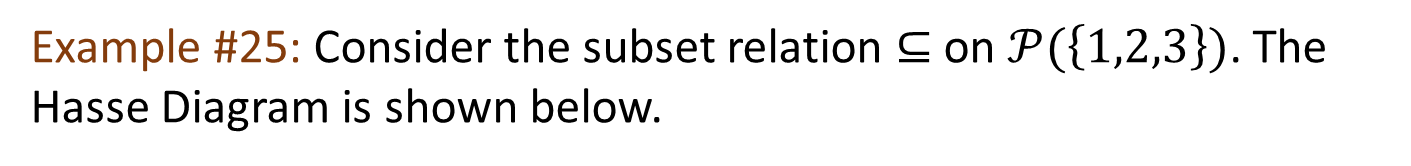 Example #25: Consider the subset relation ⊆ on 𝒫({1,2,3}). The
Hasse Diagram is shown below.